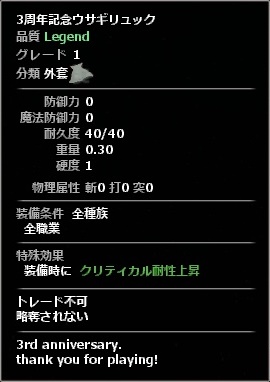 3周年記念ウサギリュック
品質 Legend
グレード 1
分類 外套
防御力 0
魔法防御力 0
耐久度 40/40
重量 0.30
硬度 1
物理属性 斬0 打0 突0
装備条件 全種族
全職業
特殊効果
装備時に クリティカル耐性上昇
トレード不可
略奪されない
3rd anniversary.
thank you for playing!